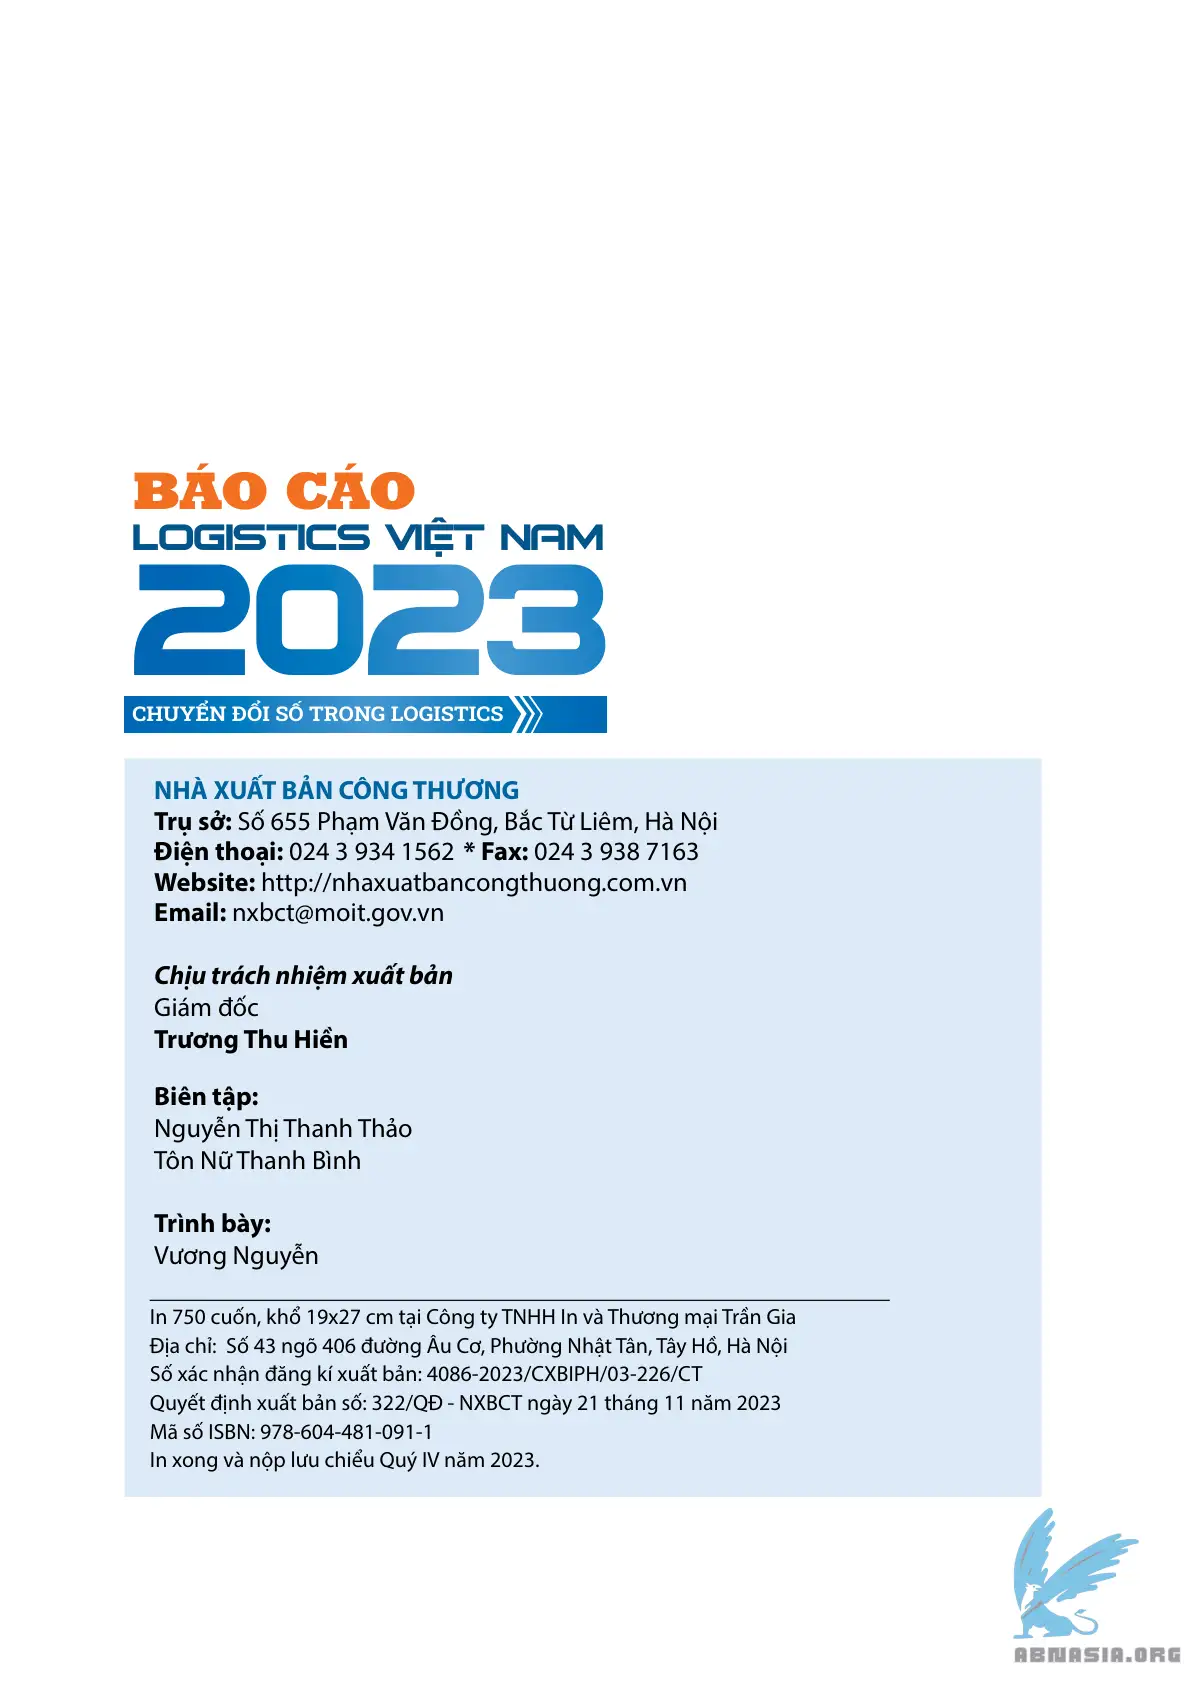 BÁO CÁO
LOGISTICS VIỆT NAM
2023
CHUYỂN ĐỔI SỐ TRONG LOGISTICS
NHÀ XUẤT BẢN CÔNG THƯƠNG
Trụ sở: Số 655 Phạm Văn Đồng, Bắc Từ Liêm, Hà Nội
Điện thoại: 024 3 934 1562 * Fax: 024 3 938 7163
Website: http://nhaxuatbancongthuong.com.vn
Email: nxbct@moit.gov.vn
Chịu trách nhiệm xuất bản
Giám đốc
Trương Thu Hiền
Biên tập:
Nguyễn Thị Thanh Thảo
Tôn Nữ Thanh Bình
Trình bày:
Vương Nguyễn
In 750 cuốn, khổ 19x27 cm tại Công ty TNHH In và Thương mại Trần Gia
Địa chỉ: Số 43 ngõ 406 đường Âu Cơ, Phường Nhật Tân, Tây Hồ, Hà Nội
Số xác nhận đăng kí xuất bản: 4086-2023/CXBIPH/03-226/CT
Quyết định xuất bản số: 322/QĐ - NXBCT ngày 21 tháng 11 năm 2023
Mã số ISBN: 978-604-481-091-1
In xong và nộp lưu chiểu Quý IV năm 2023.
ABNASIA.ORG